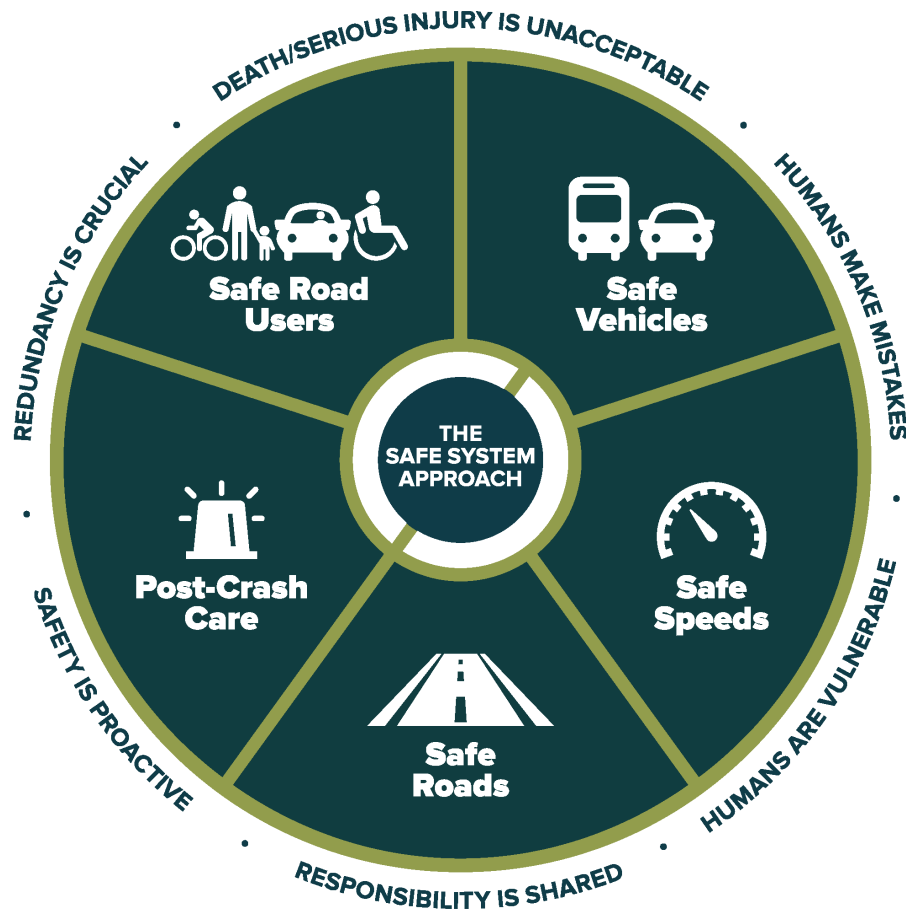 DEATH/SERIOUS INJURY IS UNACCEPTABLE
HUMANS MAKE MISTAKES
HUMANS ARE VULNERABLE
RESPONSIBILITY IS SHARED
SAFETY IS PROACTIVE
REDUNDANCY IS CRUCIAL
Safe Road
Users
Safe
Vehicles
Safe
Speeds
Safe
Roads
Post-Crash
Care
THE
SAFE SYSTEM
APPROACH